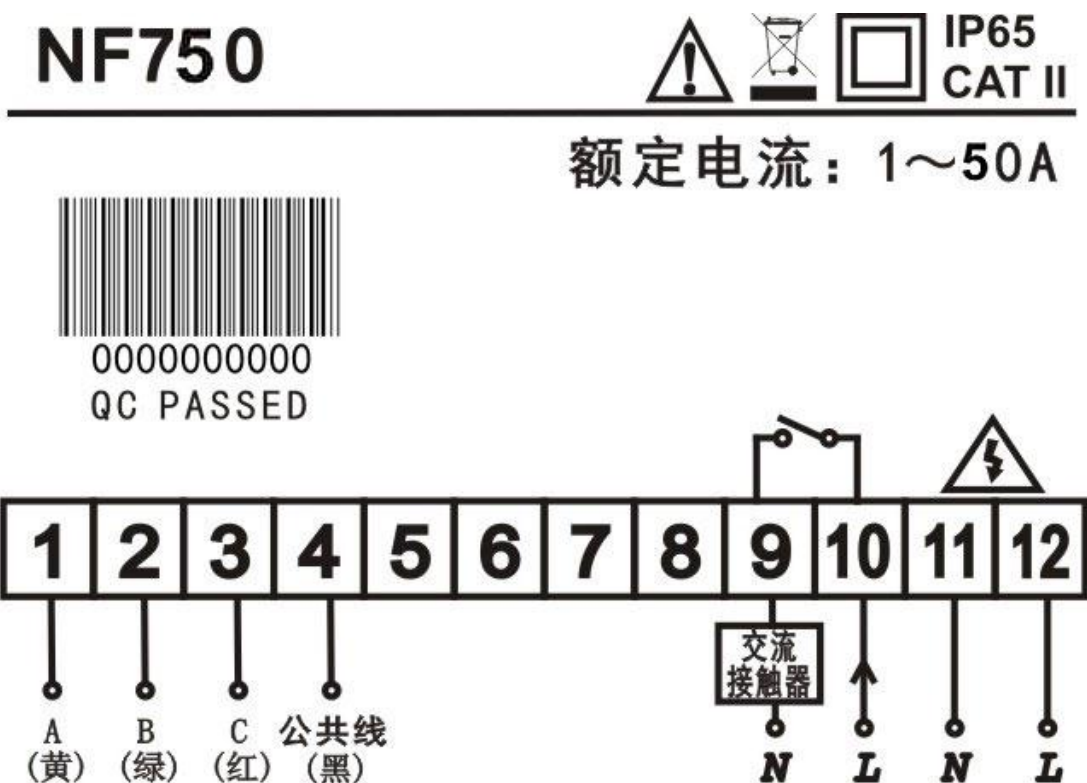 NF750
IP65
CAT II
额定电流：1～50A
0000000000
QC PASSED
1 2 3 4 5 6 7 8 9 10 11 12
交流
接触器
A B C 公共线
(黄) (绿) (红) (黑)
N L N L